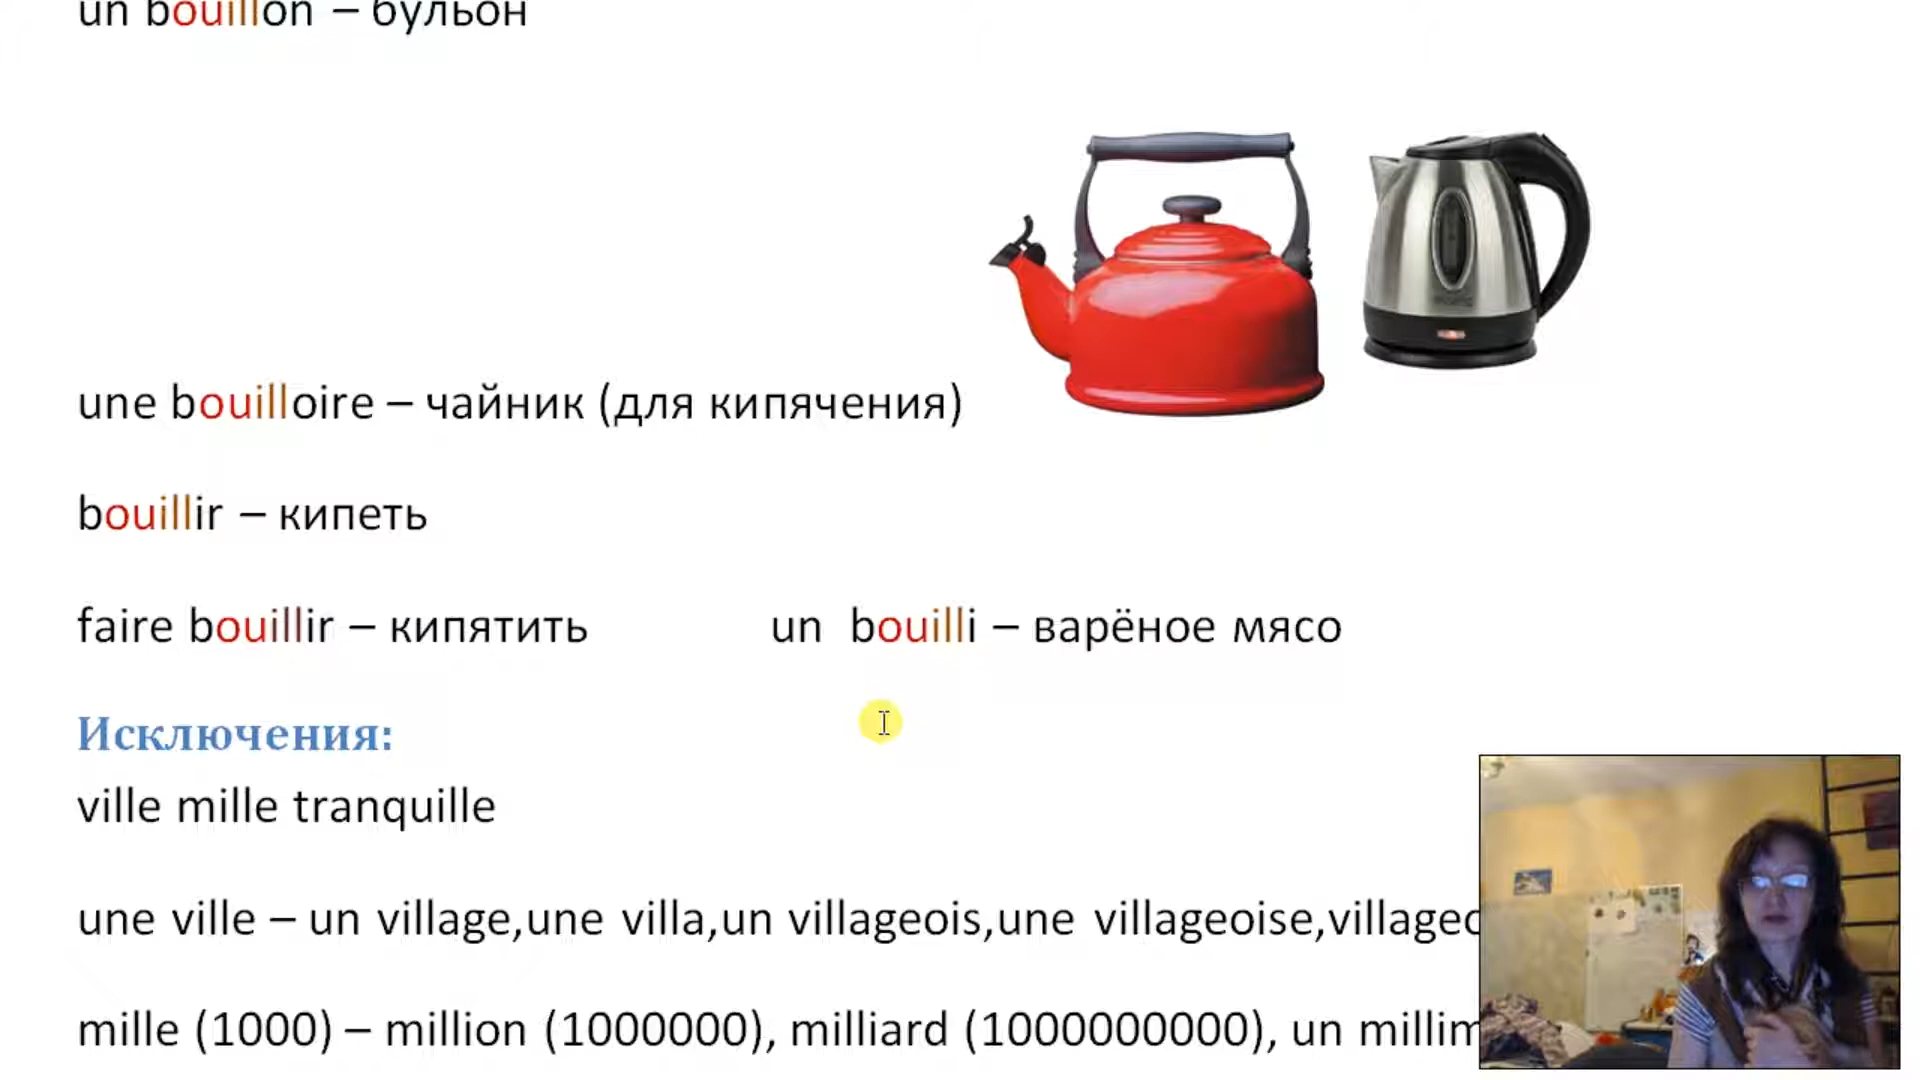 un bouillon – бульон
une bouilloire – чайник (для кипячения)
bouillir – кипеть
faire bouillir – кипятить un bouilli – варёное мясо
Исключения:
ville mille tranquille
une ville – un village,une villa,un villageois,une villageoise,
mille (1000) – million (1000000), milliard (1000000000), un